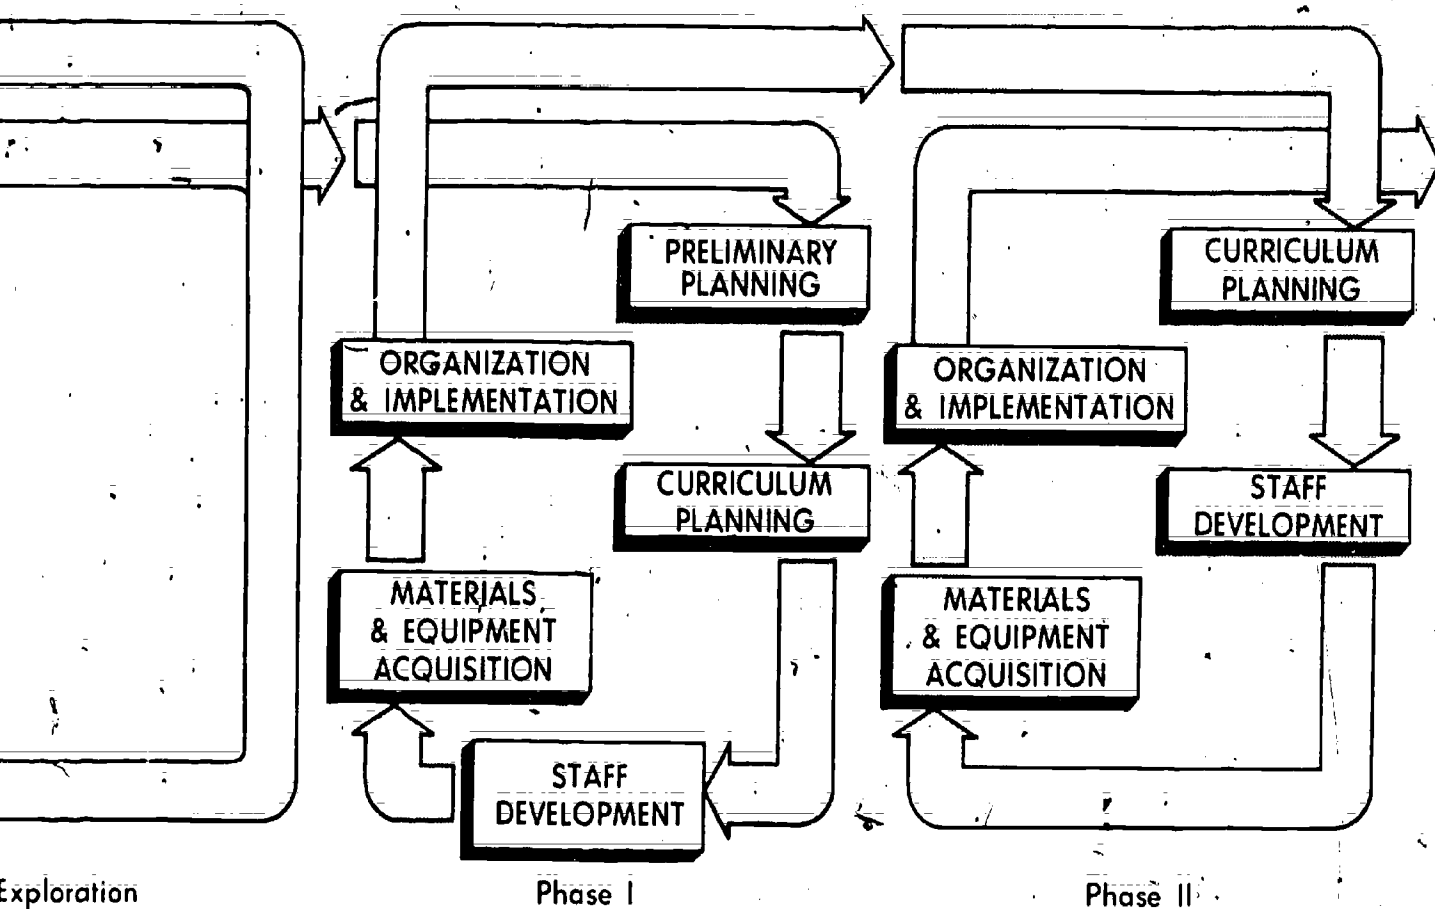 PRELIMINARY
PLANNING
CURRICULUM
PLANNING
ORGANIZATION
& IMPLEMENTATION
ORGANIZATION
& IMPLEMENTATION
CURRICULUM
PLANNING
STAFF
DEVELOPMENT
MATERIALS
& EQUIPMENT
ACQUISITION
MATERIALS
& EQUIPMENT
ACQUISITION
STAFF
DEVELOPMENT
Exploration
Phase I
Phase II